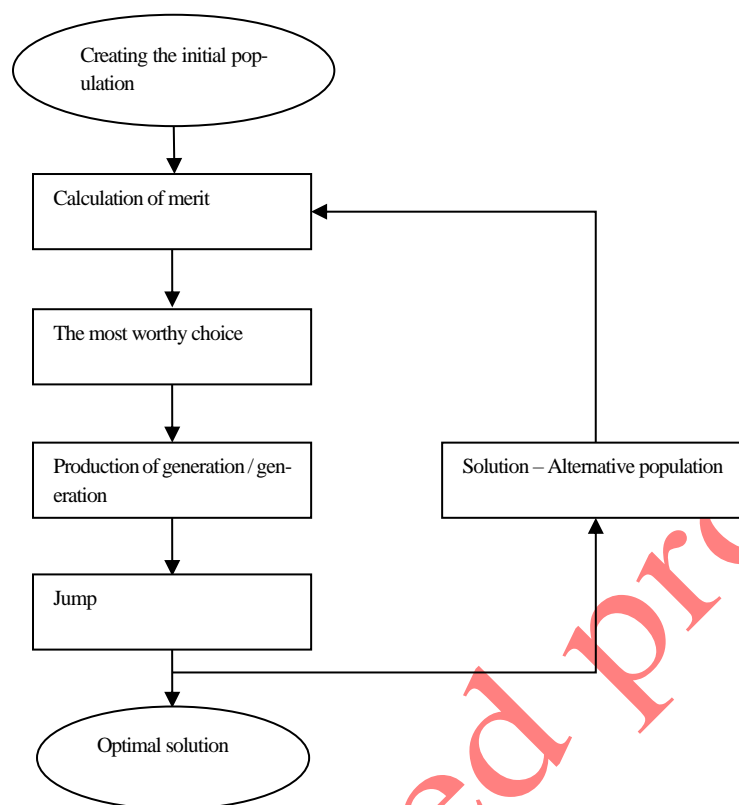 Creating the initial pop-
ulation
Calculation of merit
The most worthy choice
Production of generation / gen-
eration
Solution – Alternative population
Jump
Optimal solution